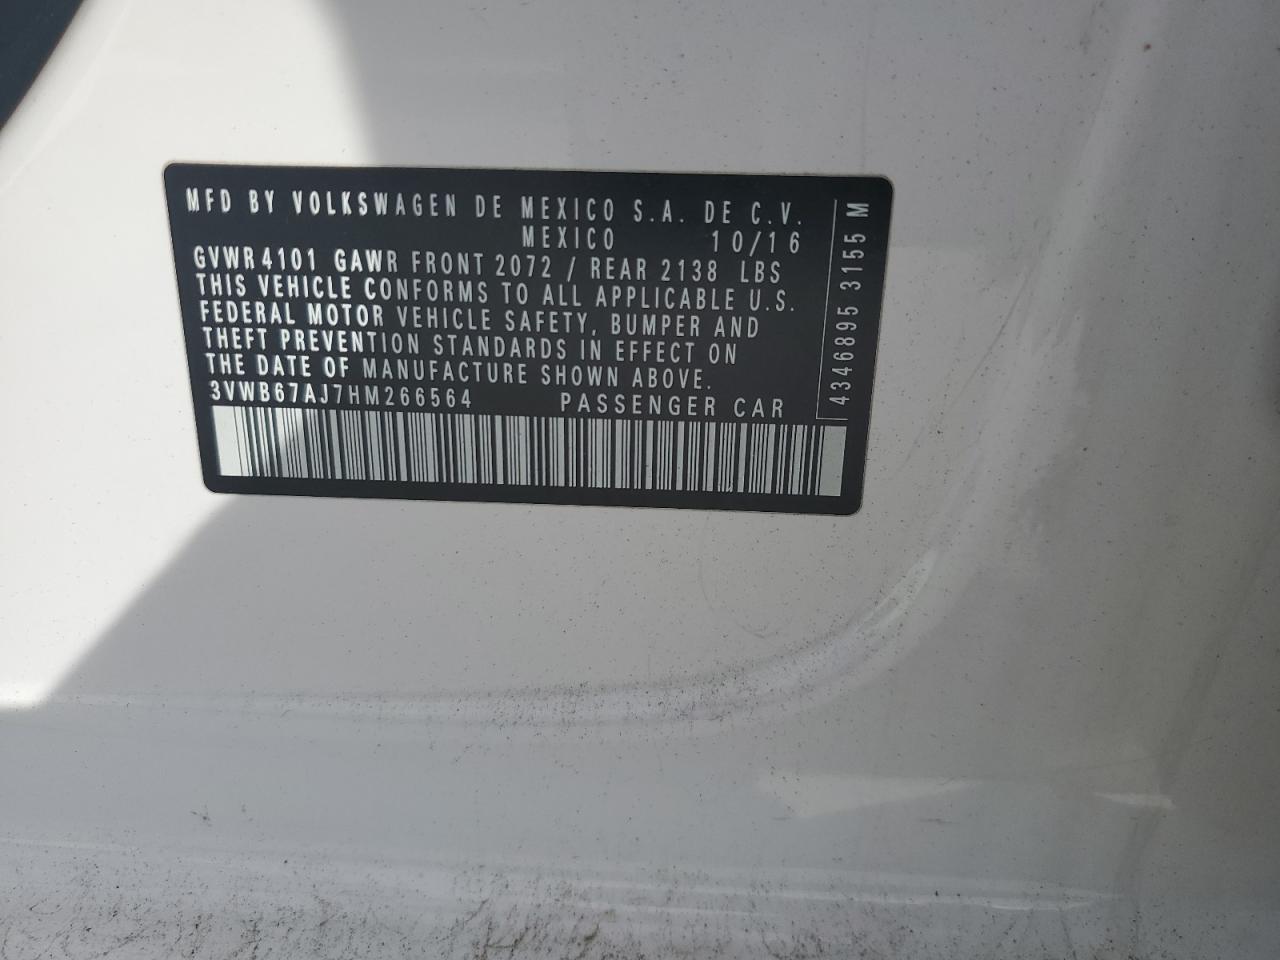 MFD BY VOLKSWAGEN DE MEXICO S.A. DE C.V.
MEXICO 10/16
GVWR 4101 GAWR FRONT 2072 / REAR 2138 LBS
THIS VEHICLE CONFORMS TO ALL APPLICABLE U.S.
FEDERAL MOTOR VEHICLE SAFETY, BUMPER AND
THEFT PREVENTION STANDARDS IN EFFECT ON
THE DATE OF MANUFACTURE SHOWN ABOVE.
3VWB67AJ7HM266564 PASSENGER CAR
4346895 3155 M